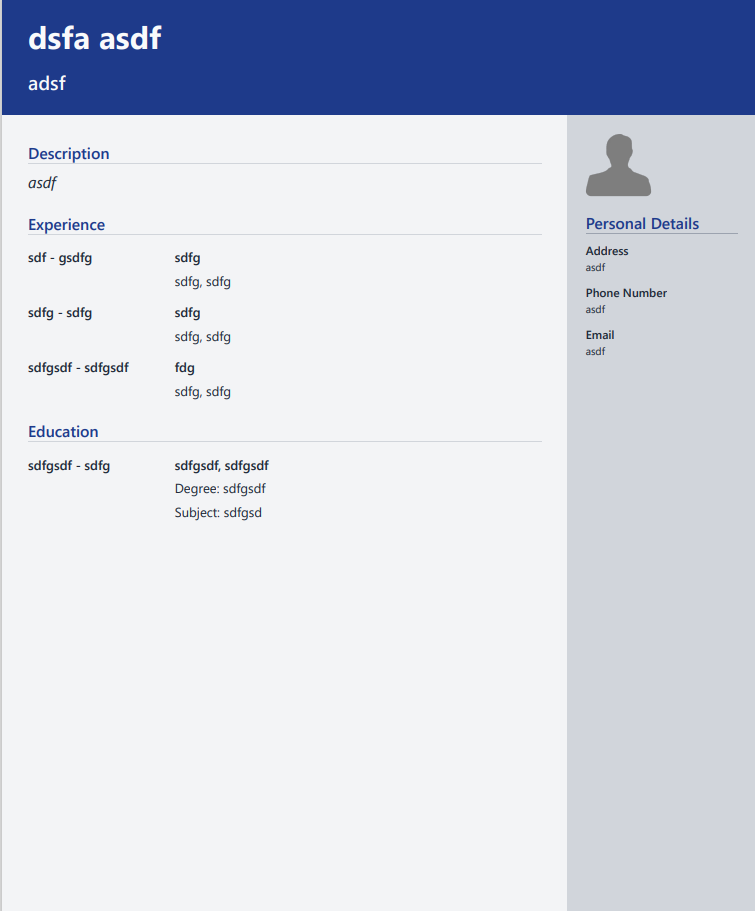 dsfa asdf
adsf
Description
asdf
Experience
sdf - gsdfg sdfg
sdfg, sdfg
sdfg - sdfg sdfg
sdfg, sdfg
sdfgsdf - sdfgsdf fdg
sdfg, sdfg
Education
sdfgsdf - sdfg sdfgsdf, sdfgsdf
Degree: sdfgsdf
Subject: sdfgsd
Personal Details
Address
asdf
Phone Number
asdf
Email
asdf